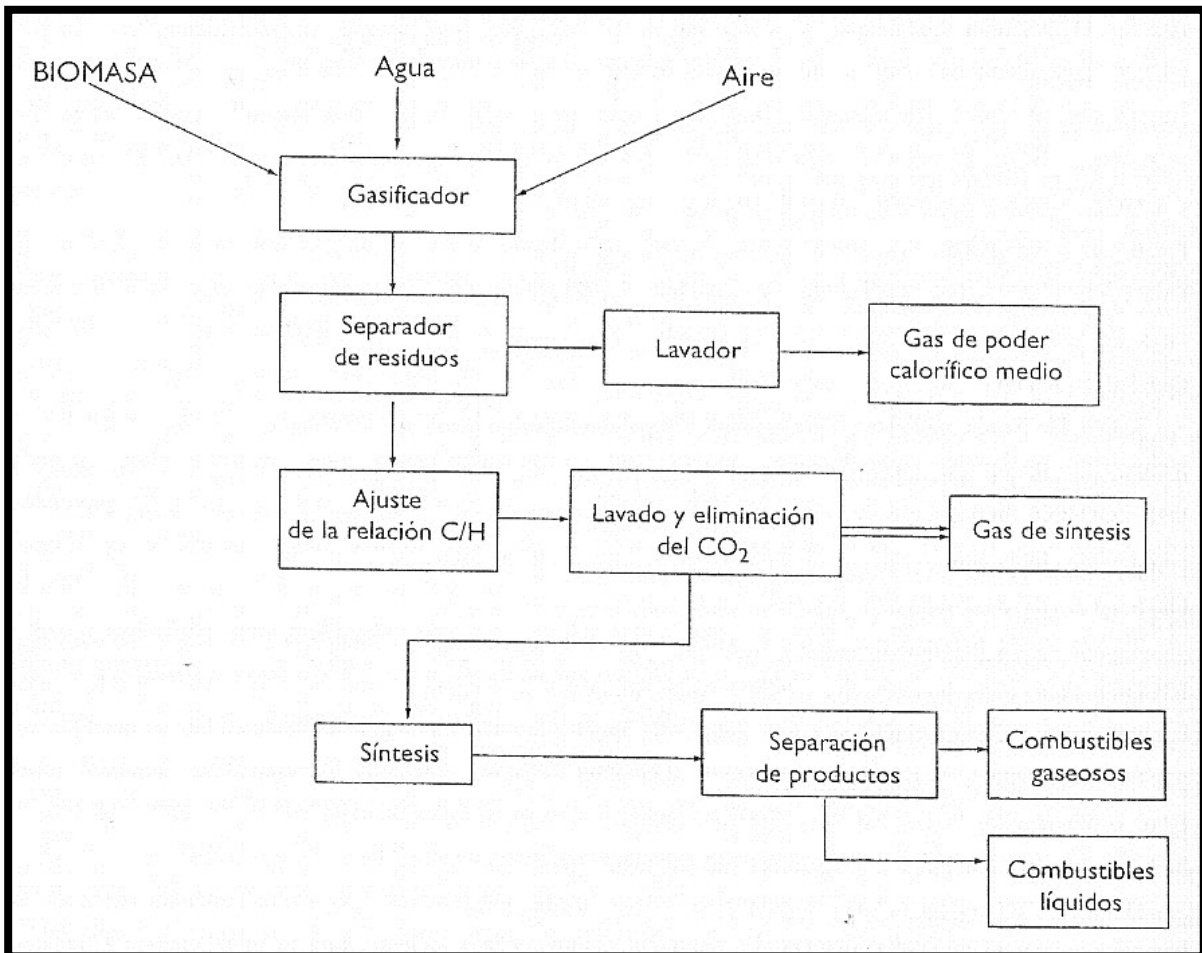 BIOMASA
Agua
Aire
Gasificador
Separador
de residuos
Lavador
Gas de poder
calorífico medio
Ajuste
de la relación C/H
Lavado y eliminación
del CO₂
Gas de síntesis
Síntesis
Separación
de productos
Combustibles
gaseosos
Combustibles
líquidos